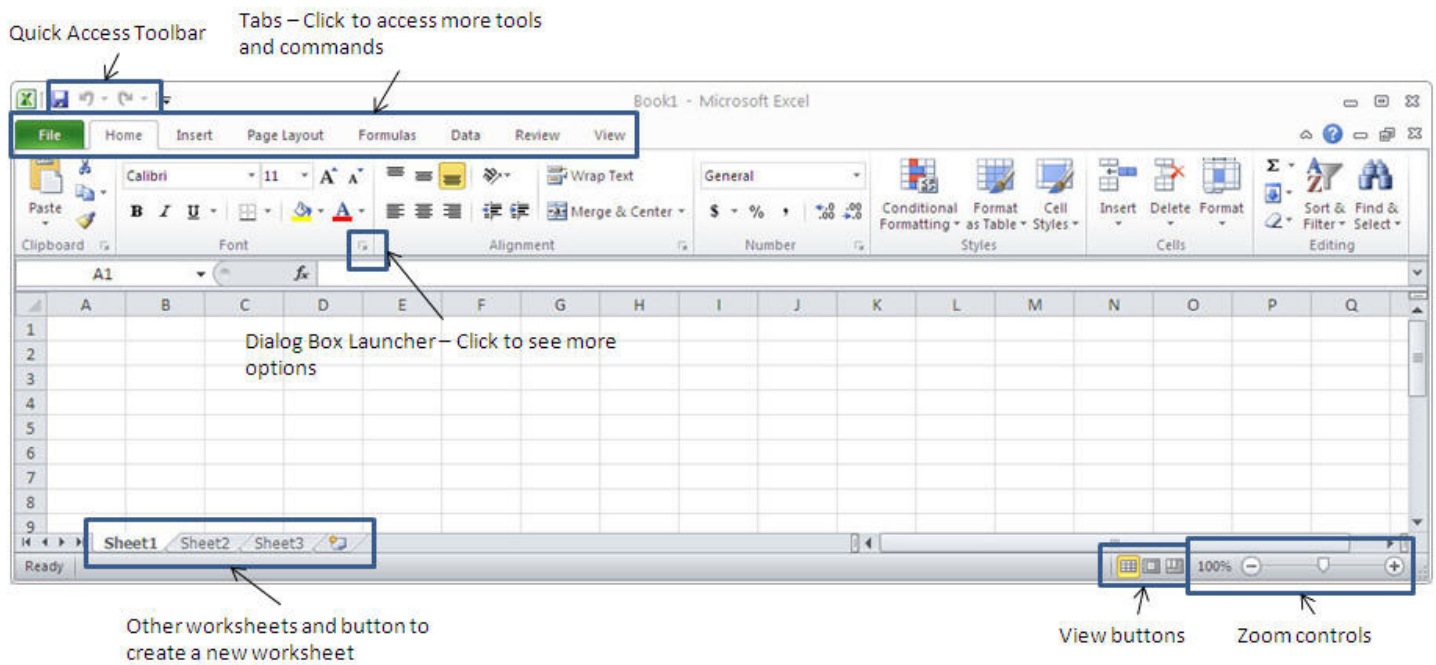 Quick Access Toolbar
Tabs – Click to access more tools
and commands
Book1 - Microsoft Excel
File Home Insert Page Layout Formulas Data Review View
Calibri 11 A A Wrap Text General
Paste
B I U A Merge & Center $ % , .0 .00 .00 .0
Conditional Formatting Format as Table Cell Styles Insert Delete Format Σ A Z Sort & Filter Find & Select
Clipboard Font Alignment Number Styles Cells Editing
A1 fx
A B C D E F G H I J K L M N O P Q
1
2
3
4
5
6
7
8
9
Dialog Box Launcher – Click to see more
options
Sheet1 Sheet2 Sheet3
Ready 100%
Other worksheets and button to
create a new worksheet
View buttons
Zoom controls